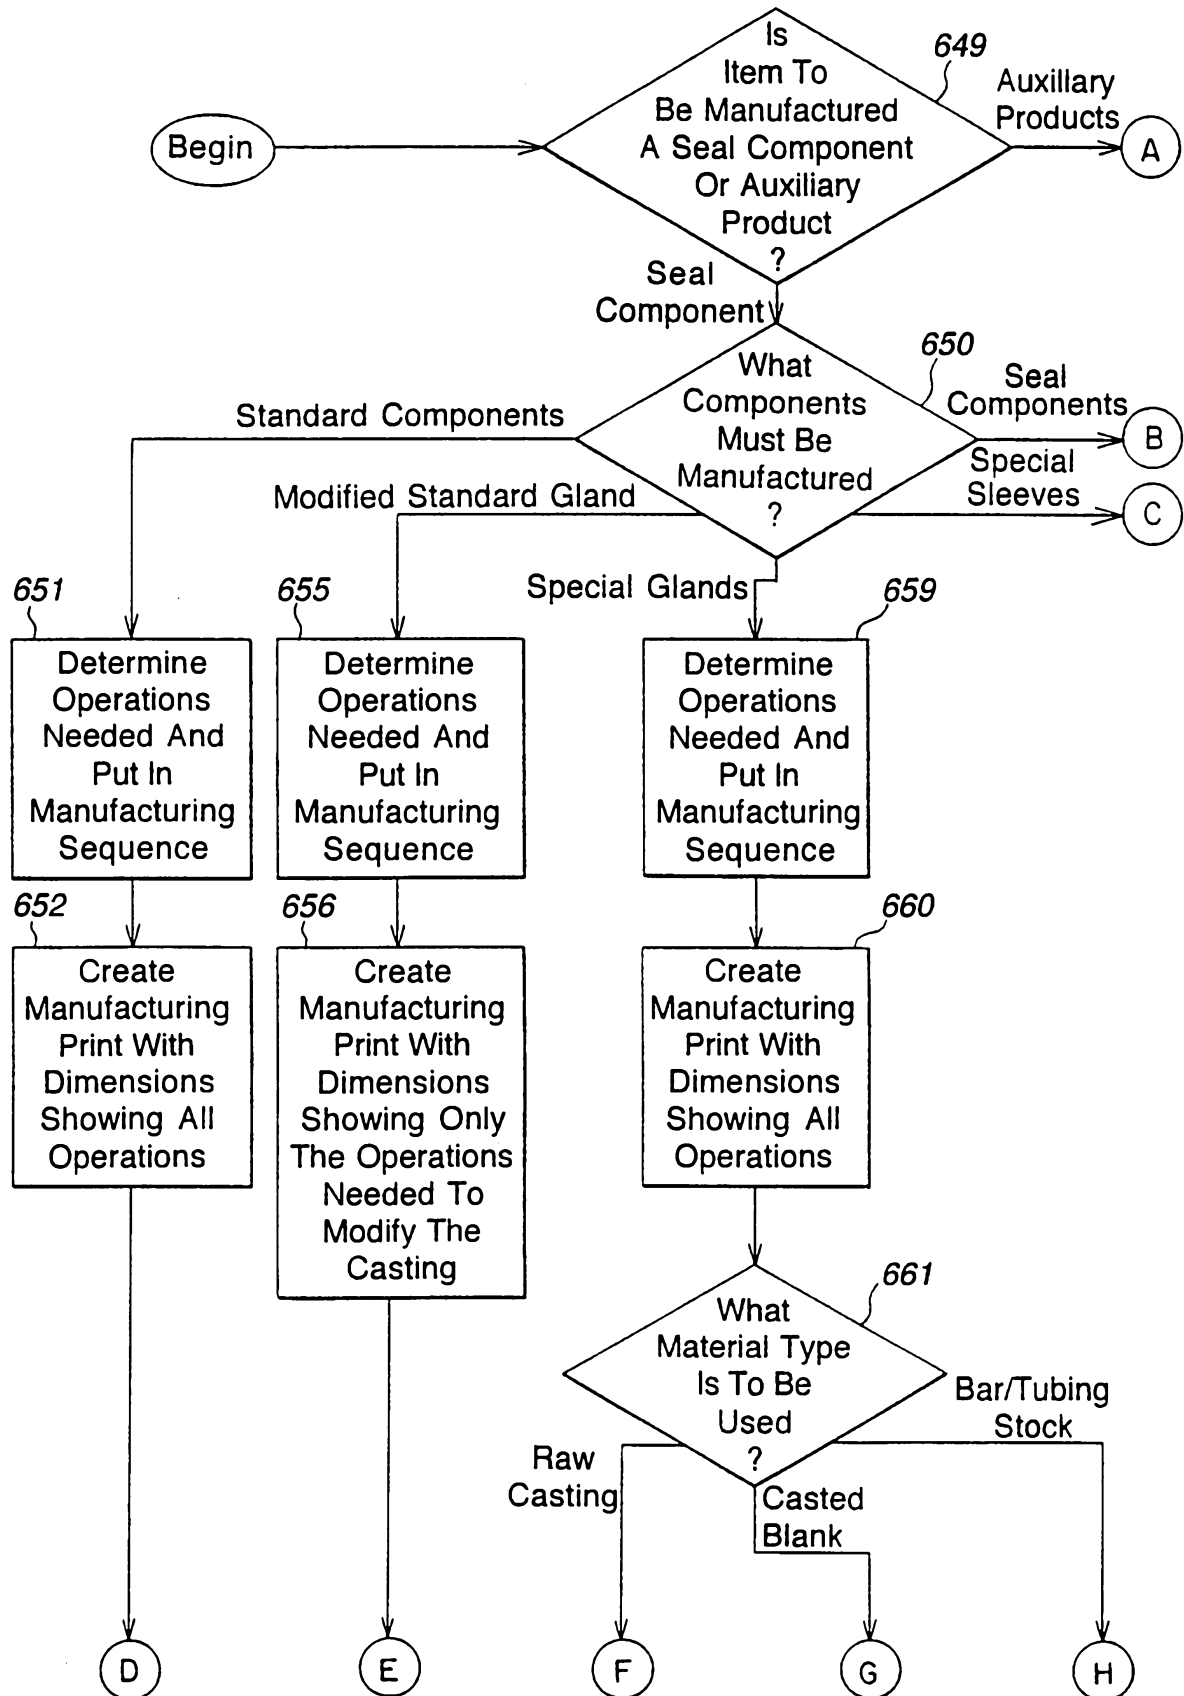 Begin
Is
Item To
Be Manufactured
A Seal Component
Or Auxiliary
Product
?
649
Auxillary
Products
A
Seal
Component
What
Components
Must Be
Manufactured
?
650
Seal
Components
B
Special
Sleeves
C
Standard Components
Modified Standard Gland
Special Glands
651
Determine
Operations
Needed And
Put In
Manufacturing
Sequence
655
Determine
Operations
Needed And
Put In
Manufacturing
Sequence
659
Determine
Operations
Needed And
Put In
Manufacturing
Sequence
652
Create
Manufacturing
Print With
Dimensions
Showing All
Operations
656
Create
Manufacturing
Print With
Dimensions
Showing Only
The Operations
Needed To
Modify The
Casting
660
Create
Manufacturing
Print With
Dimensions
Showing All
Operations
661
What
Material Type
Is To Be
Used
?
Raw
Casting
Casted
Blank
Bar/Tubing
Stock
D
E
F
G
H